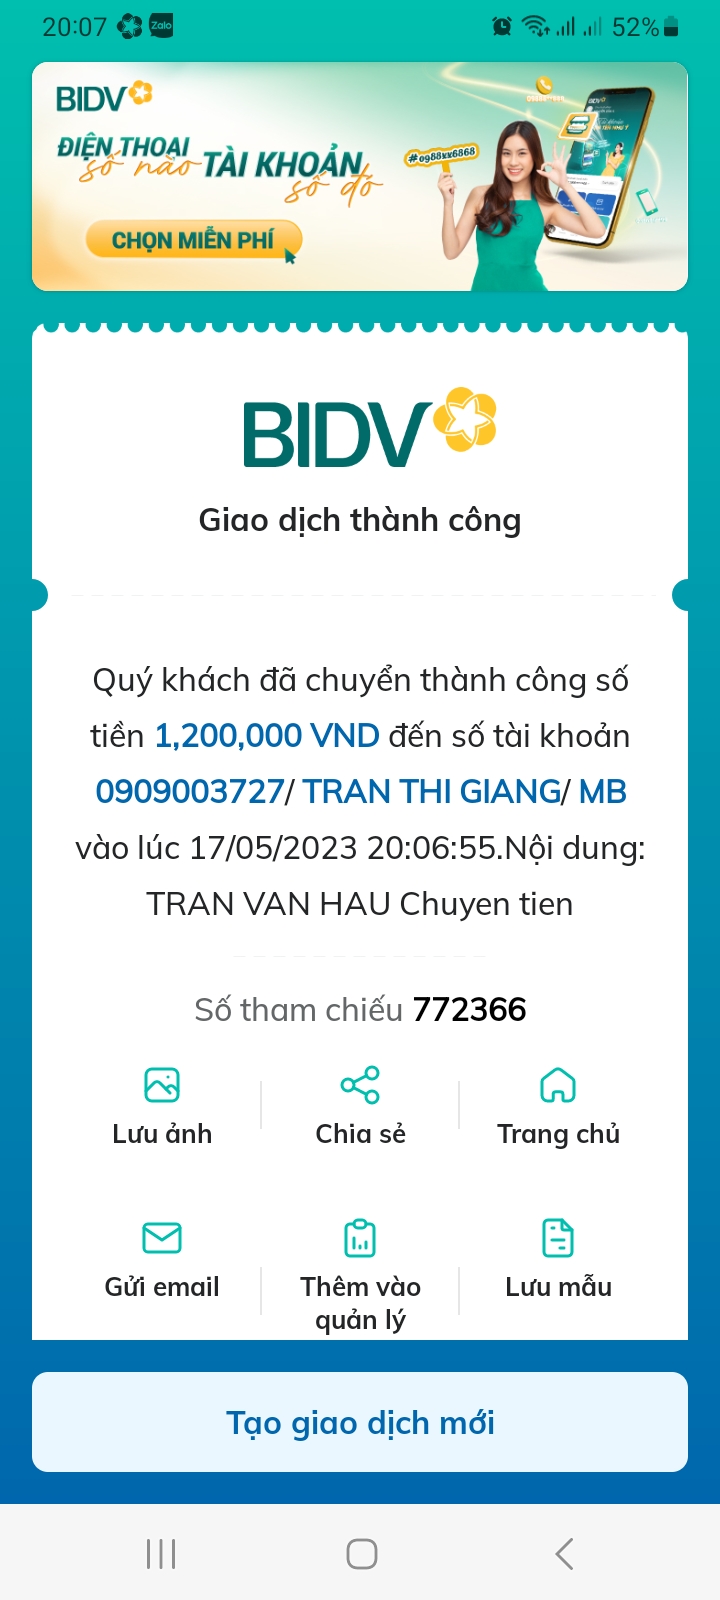 20:07 Zalo 52%
BIDV
ĐIỆN THOẠI
số nào TÀI KHOẢN
số đó
#0988xx6868
CHỌN MIỄN PHÍ
BIDV
Giao dịch thành công
Quý khách đã chuyển thành công số
tiền 1,200,000 VND đến số tài khoản
0909003727/ TRAN THI GIANG/ MB
vào lúc 17/05/2023 20:06:55.Nội dung:
TRAN VAN HAU Chuyen tien
Số tham chiếu 772366
Lưu ảnh Chia sẻ Trang chủ
Gửi email Thêm vào Lưu mẫu
quản lý
Tạo giao dịch mới